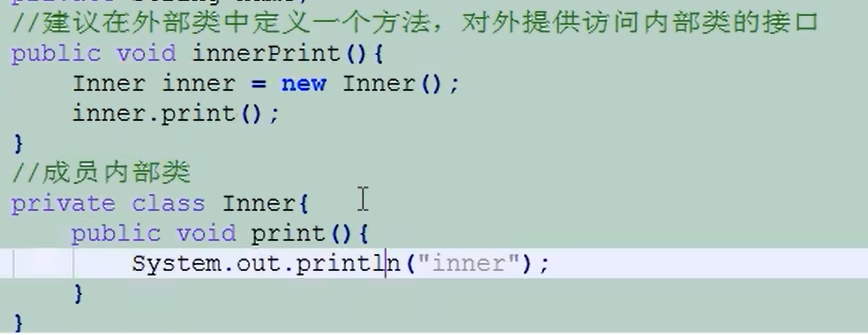 //建议在外部类中定义一个方法，对外提供访问内部类的接口
public void innerPrint(){
    Inner inner = new Inner();
    inner.print();
}
//成员内部类
private class Inner{
    public void print(){
        System.out.println("inner");
    }
}